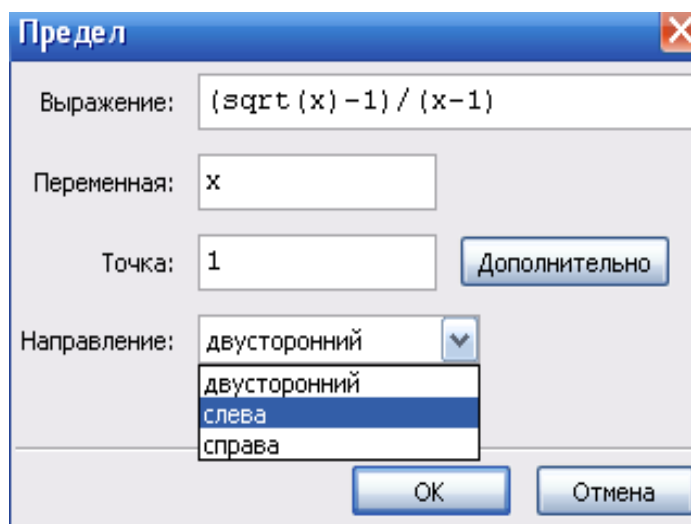 Предел
Выражение: (sqrt(x)-1)/(x-1)
Переменная: x
Точка: 1 Дополнительно
Направление: двусторонний
двусторонний
слева
справа
OK Отмена